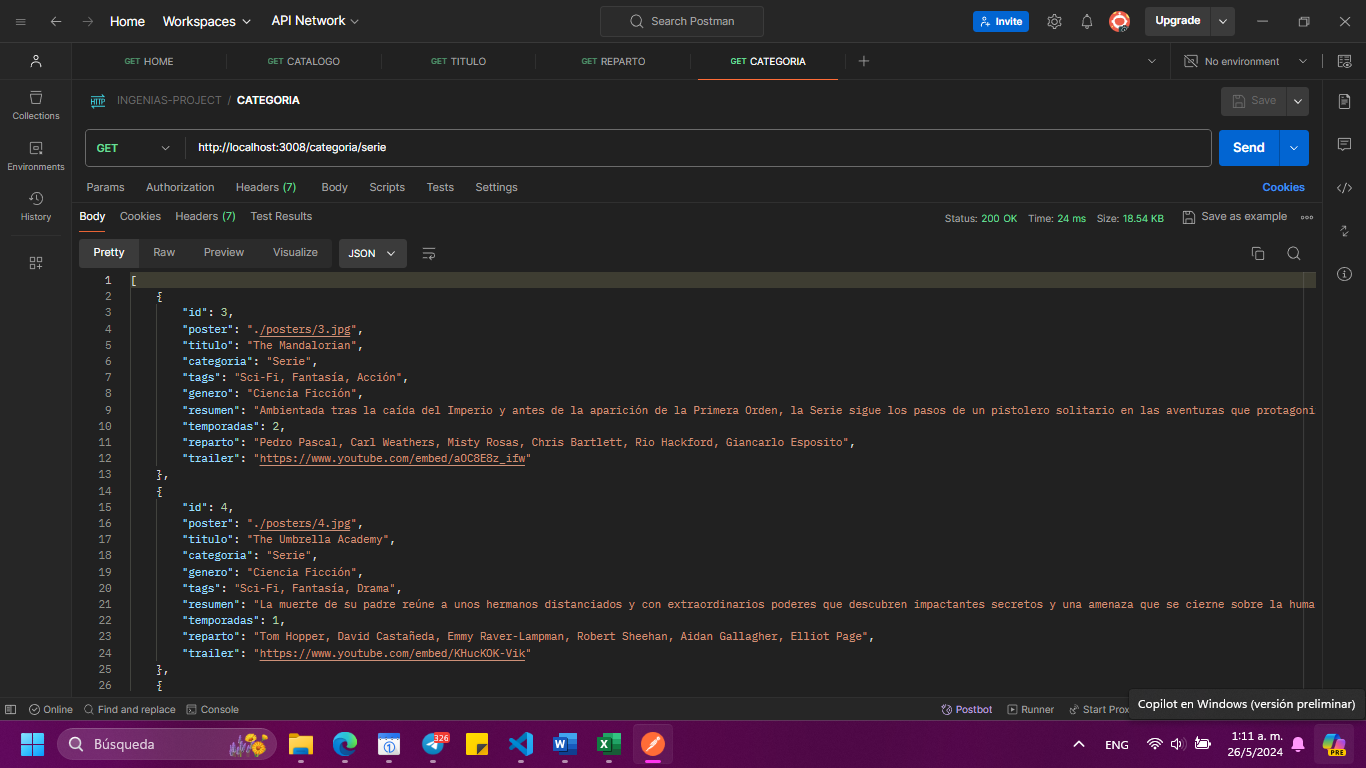 Home Workspaces API Network Search Postman Invite Upgrade
GET HOME GET CATALOGO GET TITULO GET REPARTO GET CATEGORIA No environment
HTTP INGENIAS-PROJECT / CATEGORIA Save
Collections
GET http://localhost:3008/categoria/serie Send
Environments
Params Authorization Headers (7) Body Scripts Tests Settings Cookies
History
Body Cookies Headers (7) Test Results Status: 200 OK Time: 24 ms Size: 18.54 KB Save as example
Pretty Raw Preview Visualize JSON
1 [
2 {
3 "id": 3,
4 "poster": "./posters/3.jpg",
5 "titulo": "The Mandalorian",
6 "categoria": "Serie",
7 "tags": "Sci-Fi, Fantasía, Acción",
8 "genero": "Ciencia Ficción",
9 "resumen": "Ambientada tras la caída del Imperio y antes de la aparición de la Primera Orden, la Serie sigue los pasos de un pistolero solitario en las aventuras que protagoni
10 "temporadas": 2,
11 "reparto": "Pedro Pascal, Carl Weathers, Misty Rosas, Chris Bartlett, Rio Hackford, Giancarlo Esposito",
12 "trailer": "https://www.youtube.com/embed/aOC8E8z_ifw"
13 },
14 {
15 "id": 4,
16 "poster": "./posters/4.jpg",
17 "titulo": "The Umbrella Academy",
18 "categoria": "Serie",
19 "genero": "Ciencia Ficción",
20 "tags": "Sci-Fi, Fantasía, Drama",
21 "resumen": "La muerte de su padre reúne a unos hermanos distanciados y con extraordinarios poderes que descubren impactantes secretos y una amenaza que se cierne sobre la huma
22 "temporadas": 1,
23 "reparto": "Tom Hopper, David Castañeda, Emmy Raver-Lampman, Robert Sheehan, Aidan Gallagher, Elliot Page",
24 "trailer": "https://www.youtube.com/embed/KHucKOK-Vik"
25 },
26 {
Online Find and replace Console Postbot Runner Start Prox
Copilot en Windows (versión preliminar)
Búsqueda 326 ENG 1:11 a. m.
26/5/2024
PRE